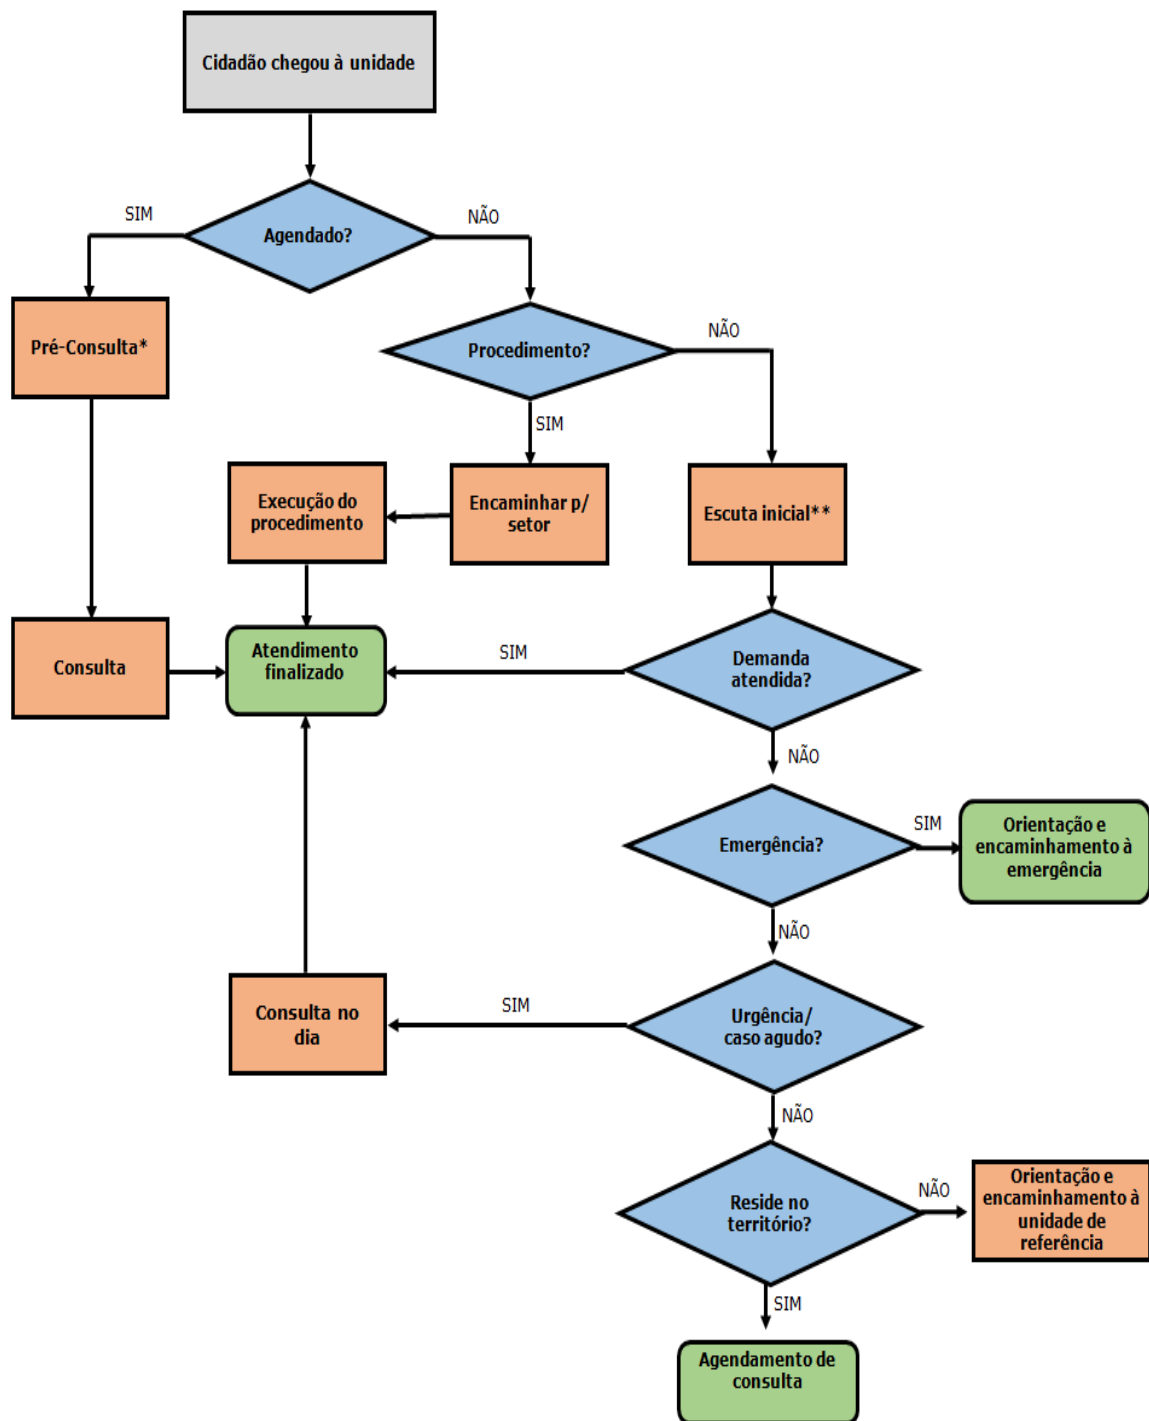 Cidadão chegou à unidade
SIM
NÃO
Agendado?
Pré-Consulta*
Procedimento?
NÃO
SIM
Execução do
procedimento
Encaminhar p/
setor
Escuta inicial**
Consulta
Atendimento
finalizado
SIM
Demanda
atendida?
NÃO
Emergência?
SIM
Orientação e
encaminhamento à
emergência
NÃO
Consulta no
dia
SIM
Urgência/
caso agudo?
NÃO
Reside no
território?
NÃO
Orientação e
encaminhamento à
unidade de
referência
SIM
Agendamento de
consulta